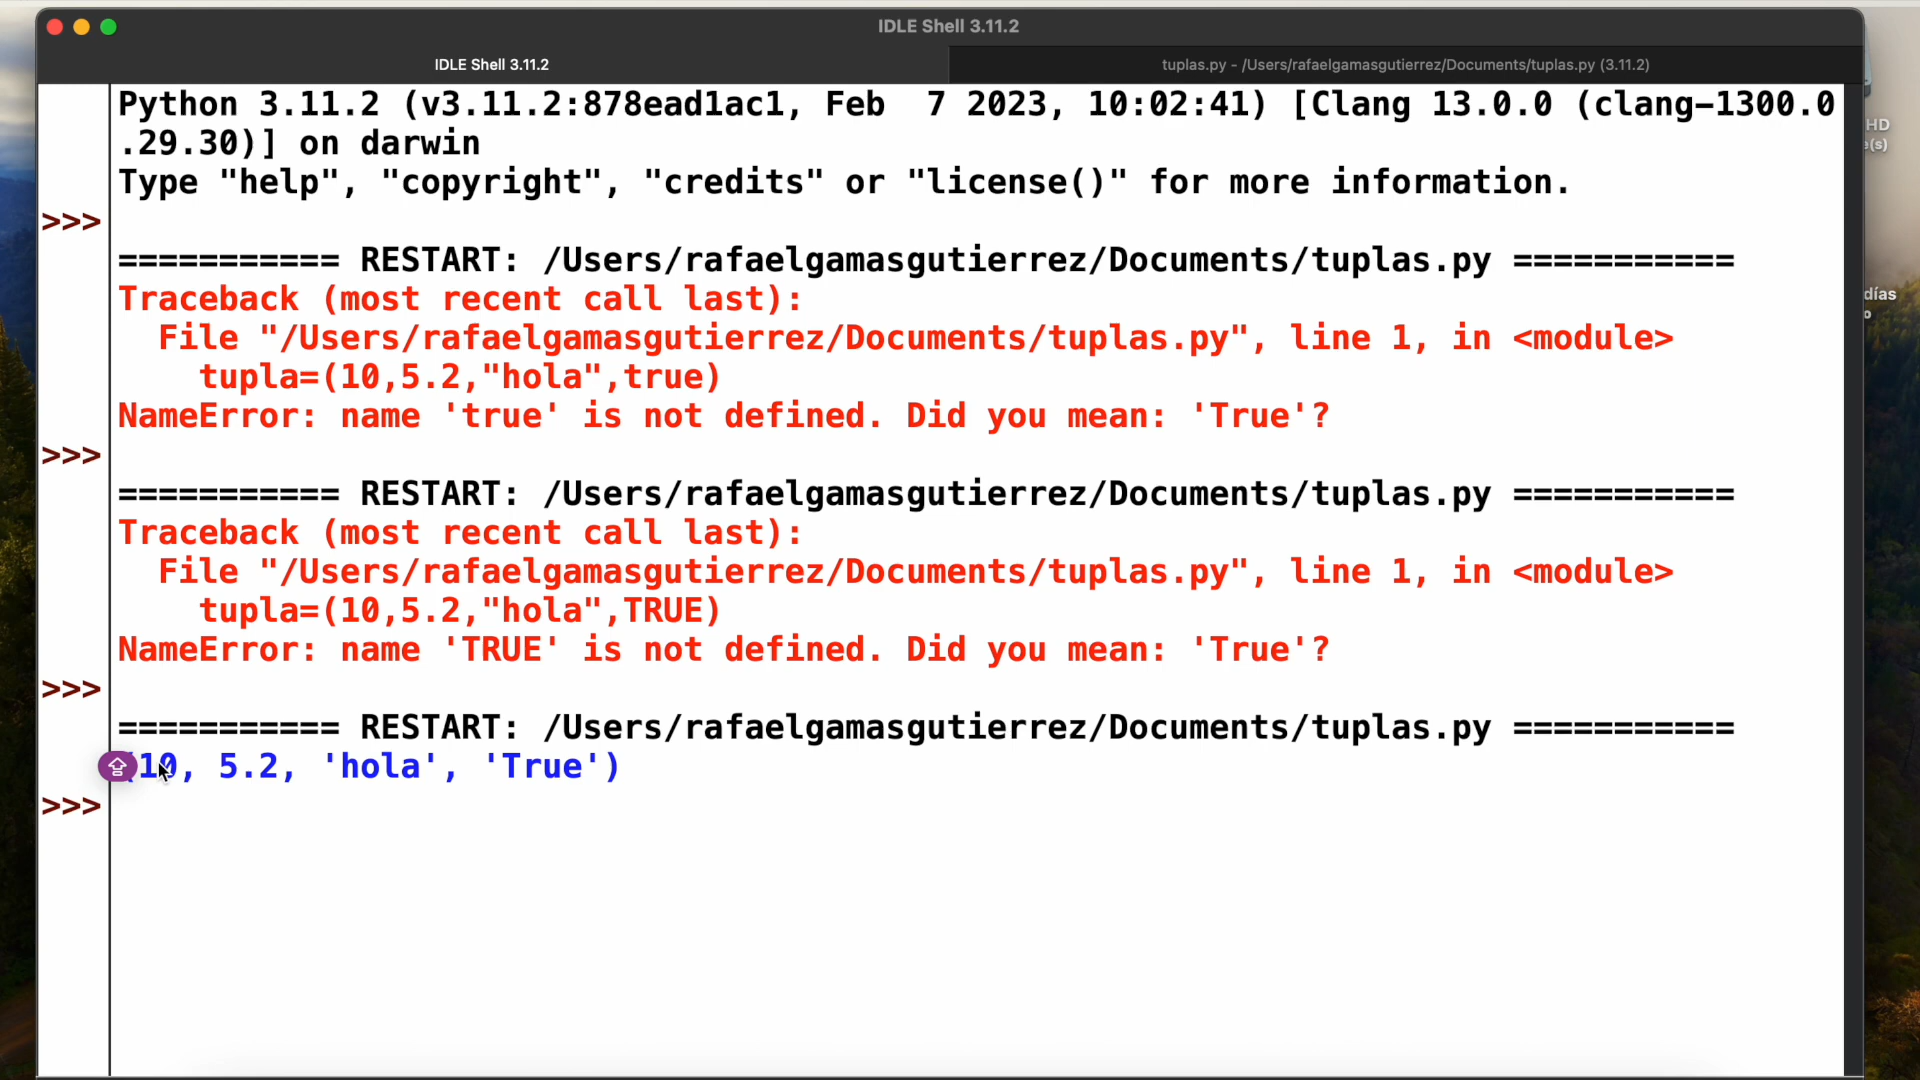 IDLE Shell 3.11.2
IDLE Shell 3.11.2
tuplas.py - /Users/rafaelgamasgutierrez/Documents/tuplas.py (3.11.2)
Python 3.11.2 (v3.11.2:878ead1ac1, Feb  7 2023, 10:02:41) [Clang 13.0.0 (clang-1300.0
.29.30)] on darwin
Type "help", "copyright", "credits" or "license()" for more information.
>>>
=========== RESTART: /Users/rafaelgamasgutierrez/Documents/tuplas.py ===========
Traceback (most recent call last):
  File "/Users/rafaelgamasgutierrez/Documents/tuplas.py", line 1, in <module>
    tupla=(10,5.2,"hola",true)
NameError: name 'true' is not defined. Did you mean: 'True'?
>>>
=========== RESTART: /Users/rafaelgamasgutierrez/Documents/tuplas.py ===========
Traceback (most recent call last):
  File "/Users/rafaelgamasgutierrez/Documents/tuplas.py", line 1, in <module>
    tupla=(10,5.2,"hola",TRUE)
NameError: name 'TRUE' is not defined. Did you mean: 'True'?
>>>
=========== RESTART: /Users/rafaelgamasgutierrez/Documents/tuplas.py ===========
(10, 5.2, 'hola', 'True')
>>>
HD
e(s)
días
o